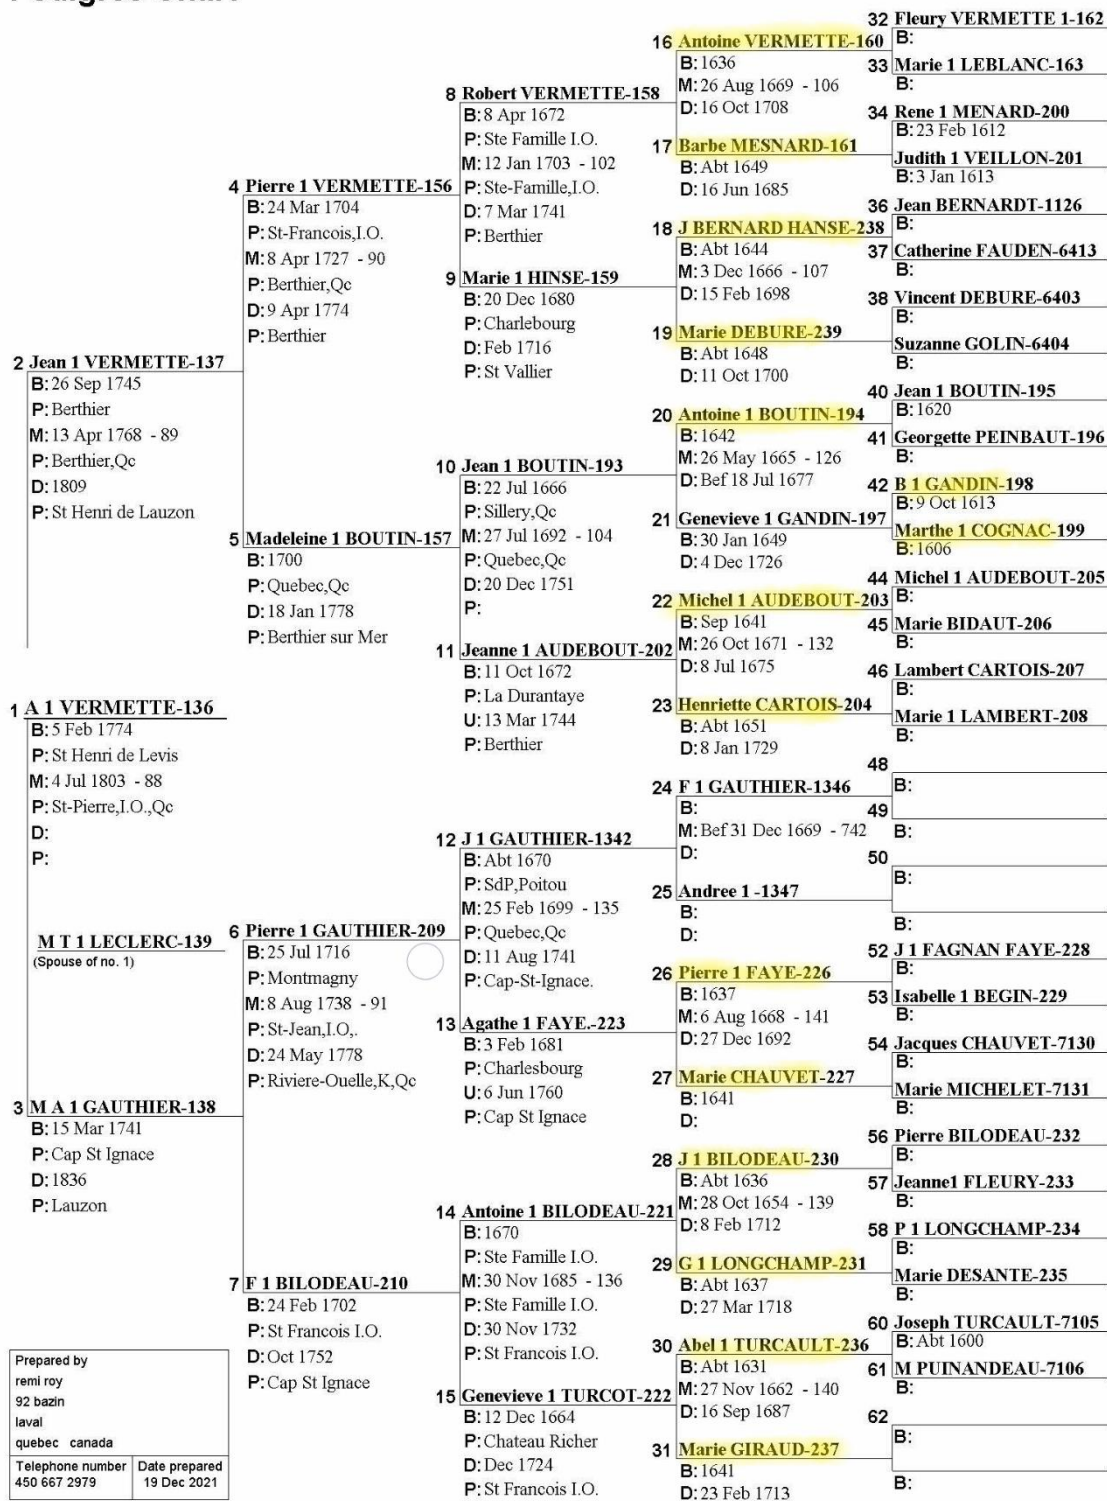 2 Jean 1 VERMETTE-137
B: 26 Sep 1745
P: Berthier
M: 13 Apr 1768 - 89
P: Berthier,Qc
D: 1809
P: St Henri de Lauzon
1 A 1 VERMETTE-136
B: 5 Feb 1774
P: St Henri de Levis
M: 4 Jul 1803 - 88
P: St-Pierre,I.O.,Qc
D:
P:
M T 1 LECLERC-139
(Spouse of no. 1)
3 M A 1 GAUTHIER-138
B: 15 Mar 1741
P: Cap St Ignace
D: 1836
P: Lauzon
Prepared by
remi roy
92 bazin
laval
quebec canada
Telephone number
450 667 2979
Date prepared
19 Dec 2021
4 Pierre 1 VERMETTE-156
B: 24 Mar 1704
P: St-Francois,I.O.
M: 8 Apr 1727 - 90
P: Berthier,Qc
D: 9 Apr 1774
P: Berthier
5 Madeleine 1 BOUTIN-157
B: 1700
P: Quebec,Qc
D: 18 Jan 1778
P: Berthier sur Mer
6 Pierre 1 GAUTHIER-209
B: 25 Jul 1716
P: Montmagny
M: 8 Aug 1738 - 91
P: St-Jean,I.O,.
D: 24 May 1778
P: Riviere-Ouelle,K,Qc
7 F 1 BILODEAU-210
B: 24 Feb 1702
P: St Francois I.O.
D: Oct 1752
P: Cap St Ignace
8 Robert VERMETTE-158
B: 8 Apr 1672
P: Ste Famille I.O.
M: 12 Jan 1703 - 102
P: Ste-Famille,I.O.
D: 7 Mar 1741
P: Berthier
9 Marie 1 HINSE-159
B: 20 Dec 1680
P: Charlebourg
D: Feb 1716
P: St Vallier
10 Jean 1 BOUTIN-193
B: 22 Jul 1666
P: Sillery,Qc
M: 27 Jul 1692 - 104
P: Quebec,Qc
D: 20 Dec 1751
P:
11 Jeanne 1 AUDEBOUT-202
B: 11 Oct 1672
P: La Durantaye
U: 13 Mar 1744
P: Berthier
12 J 1 GAUTHIER-1342
B: Abt 1670
P: SdP,Poitou
M: 25 Feb 1699 - 135
P: Quebec,Qc
D: 11 Aug 1741
P: Cap-St-Ignace.
13 Agathe 1 FAYE.-223
B: 3 Feb 1681
P: Charlesbourg
U: 6 Jun 1760
P: Cap St Ignace
14 Antoine 1 BILODEAU-221
B: 1670
P: Ste Famille I.O.
M: 30 Nov 1685 - 136
P: Ste Famille I.O.
D: 30 Nov 1732
P: St Francois I.O.
15 Genevieve 1 TURCOT-222
B: 12 Dec 1664
P: Chateau Richer
D: Dec 1724
P: St Francois I.O.
16 Antoine VERMETTE-160
B: 1636
M: 26 Aug 1669 - 106
D: 16 Oct 1708
17 Barbe MESNARD-161
B: Abt 1649
D: 16 Jun 1685
18 J BERNARD HANSE-238
B: Abt 1644
M: 3 Dec 1666 - 107
D: 15 Feb 1698
19 Marie DEBURE-239
B: Abt 1648
D: 11 Oct 1700
20 Antoine 1 BOUTIN-194
B: 1642
M: 26 May 1665 - 126
D: Bef 18 Jul 1677
21 Genevieve 1 GANDIN-197
B: 30 Jan 1649
D: 4 Dec 1726
22 Michel 1 AUDEBOUT-203
B: Sep 1641
M: 26 Oct 1671 - 132
D: 8 Jul 1675
23 Henriette CARTOIS-204
B: Abt 1651
D: 8 Jan 1729
24 F 1 GAUTHIER-1346
B:
M: Bef 31 Dec 1669 - 742
D:
25 Andree 1 -1347
B:
D:
26 Pierre 1 FAYE-226
B: 1637
M: 6 Aug 1668 - 141
D: 27 Dec 1692
27 Marie CHAUVET-227
B: 1641
D:
28 J 1 BILODEAU-230
B: Abt 1636
M: 28 Oct 1654 - 139
D: 8 Feb 1712
29 G 1 LONGCHAMP-231
B: Abt 1637
D: 27 Mar 1718
30 Abel 1 TURCAULT-236
B: Abt 1631
M: 27 Nov 1662 - 140
D: 16 Sep 1687
31 Marie GIRAUD-237
B: 1641
D: 23 Feb 1713
32 Fleury VERMETTE 1-162
B:
33 Marie 1 LEBLANC-163
B:
34 Rene 1 MENARD-200
B: 23 Feb 1612
Judith 1 VEILLON-201
B: 3 Jan 1613
36 Jean BERNARDT-1126
B:
37 Catherine FAUDEN-6413
B:
38 Vincent DEBURE-6403
B:
Suzanne GOLIN-6404
B:
40 Jean 1 BOUTIN-195
B: 1620
41 Georgette PEINBAUT-196
B:
42 B 1 GANDIN-198
B: 9 Oct 1613
Marthe 1 COGNAC-199
B: 1606
44 Michel 1 AUDEBOUT-205
B:
45 Marie BIDAUT-206
B:
46 Lambert CARTOIS-207
B:
Marie 1 LAMBERT-208
B:
48
B:
49
B:
50
B:
B:
52 J 1 FAGNAN FAYE-228
B:
53 Isabelle 1 BEGIN-229
B:
54 Jacques CHAUVET-7130
B:
Marie MICHELET-7131
B:
56 Pierre BILODEAU-232
B:
57 Jeanne1 FLEURY-233
B:
58 P 1 LONGCHAMP-234
B:
Marie DESANTE-235
B:
60 Joseph TURCAULT-7105
B: Abt 1600
61 M PUINANDEAU-7106
B:
62
B:
B: